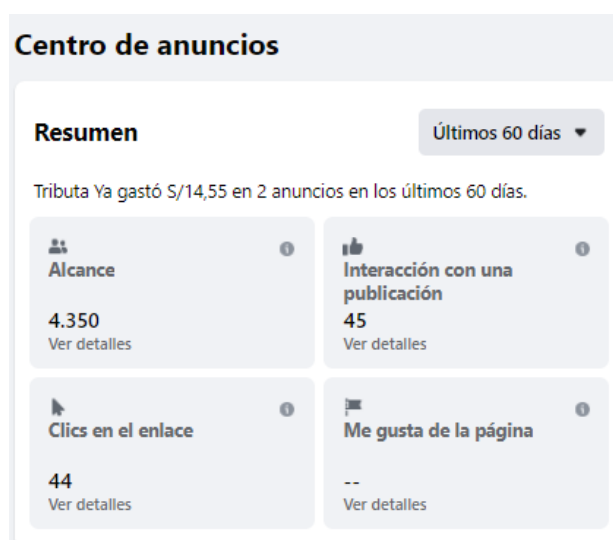 Centro de anuncios
Resumen
Últimos 60 días
Tributa Ya gastó S/14,55 en 2 anuncios en los últimos 60 días.
Alcance
4.350
Ver detalles
Interacción con una
publicación
45
Ver detalles
Clics en el enlace
44
Ver detalles
Me gusta de la página
--
Ver detalles